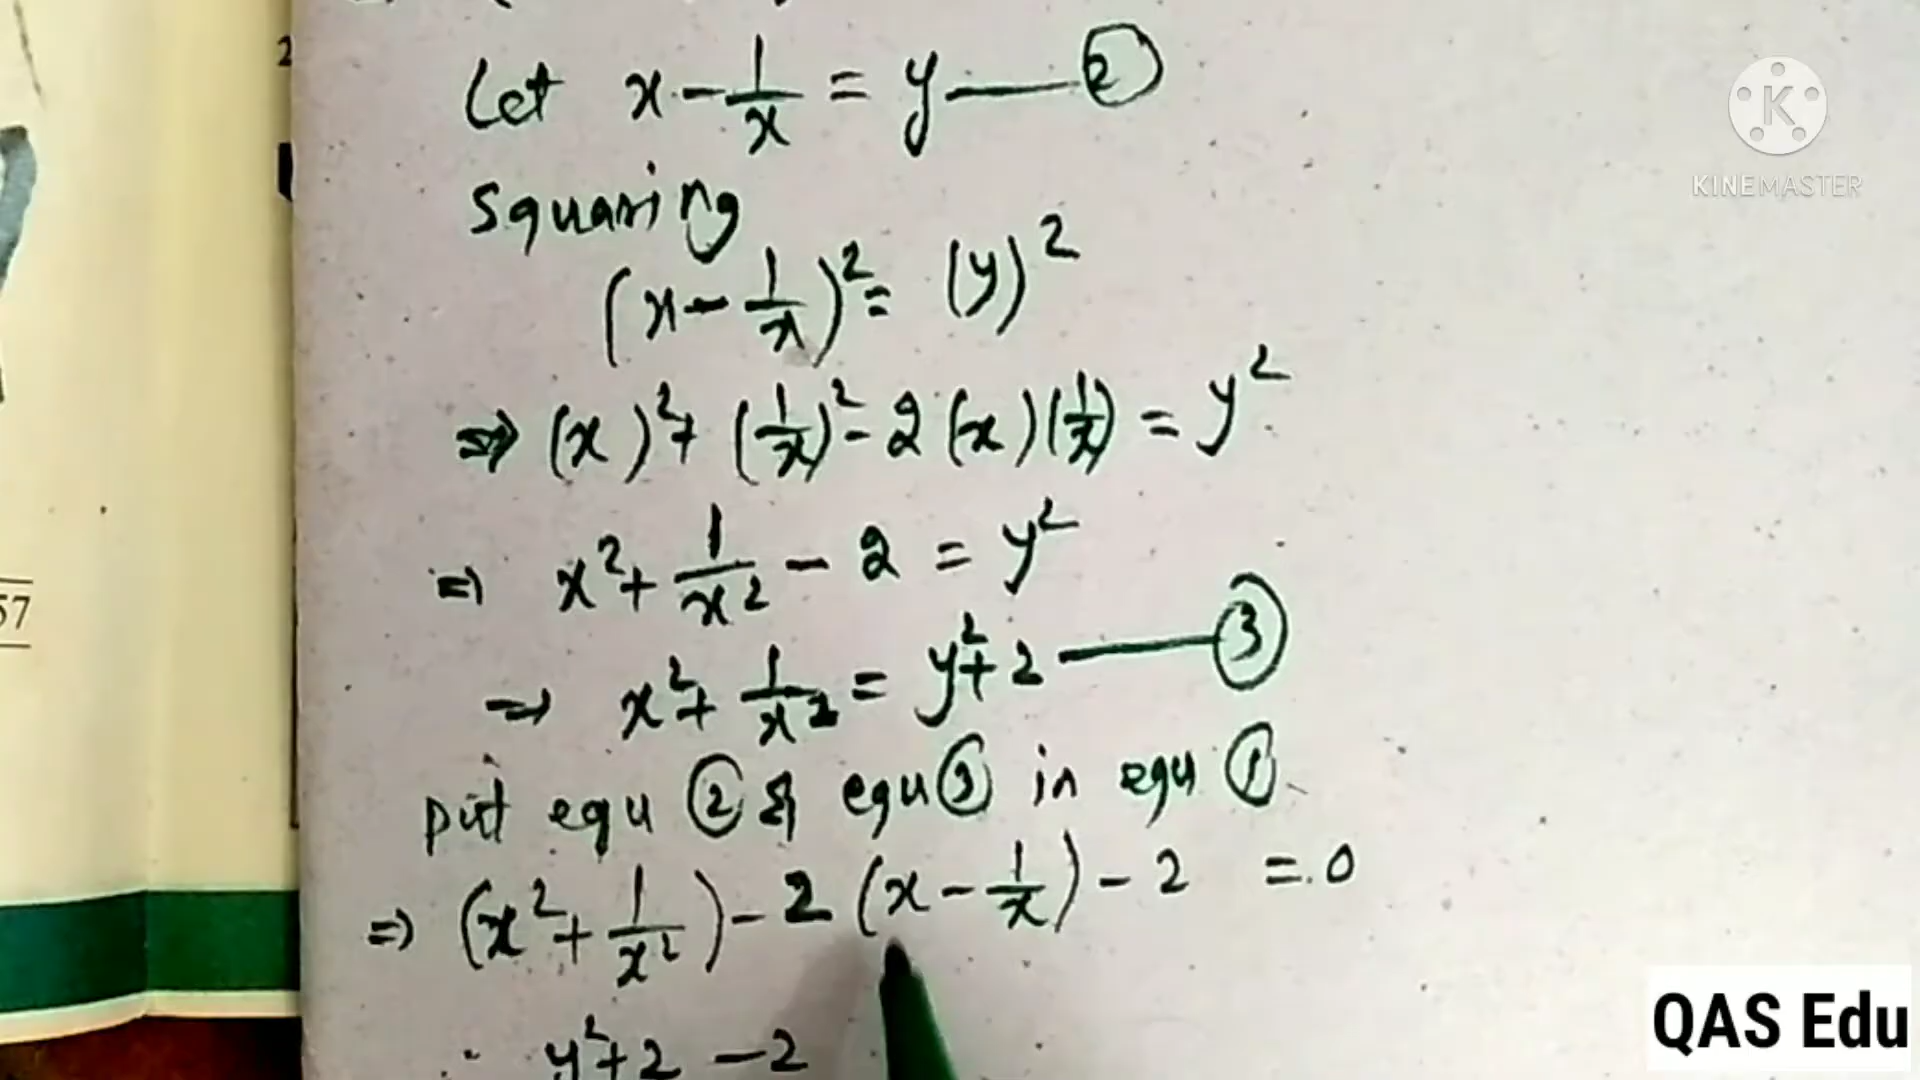 2
Let x - 1/x = y — ②
Squaring
(x - 1/x)² = (y)²
⇒ (x)² + (1/x)² - 2(x)(1/x) = y²
⇒ x² + 1/x² - 2 = y²
⇒ x² + 1/x² = y² + 2 — ③
put equ ② & equ ③ in equ ①
⇒ (x² + 1/x²) - 2(x - 1/x) - 2 = 0
y² + 2 - 2
57
K
KINEMASTER
QAS Edu